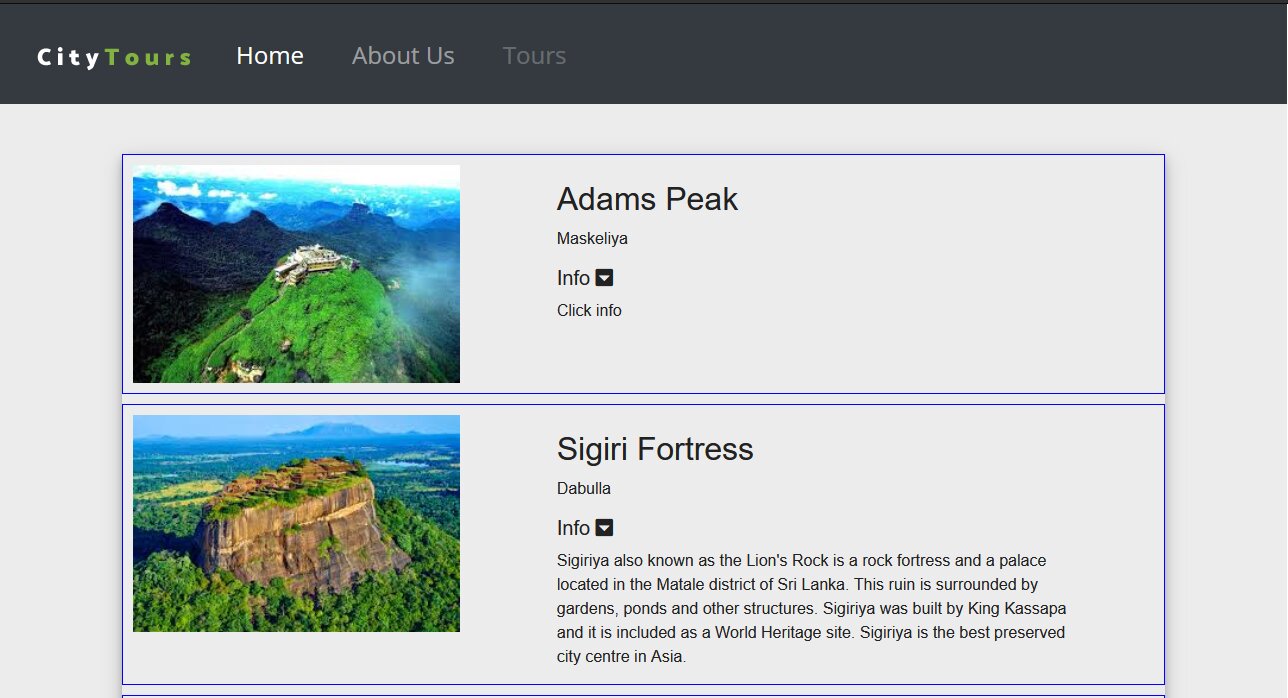 CityTours Home About Us Tours
Adams Peak
Maskeliya
Info
Click info
Sigiri Fortress
Dabulla
Info
Sigiriya also known as the Lion's Rock is a rock fortress and a palace
located in the Matale district of Sri Lanka. This ruin is surrounded by
gardens, ponds and other structures. Sigiriya was built by King Kassapa
and it is included as a World Heritage site. Sigiriya is the best preserved
city centre in Asia.